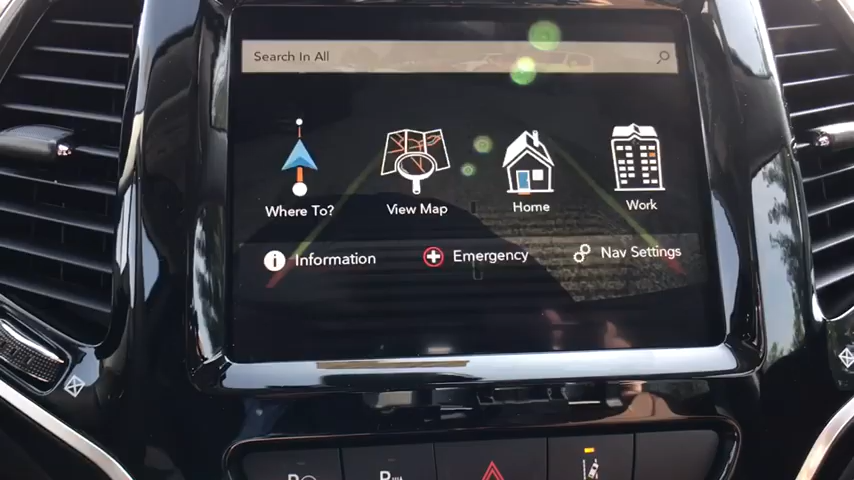 Search In All
Where To?
View Map
Home
Work
Information
Emergency
Nav Settings